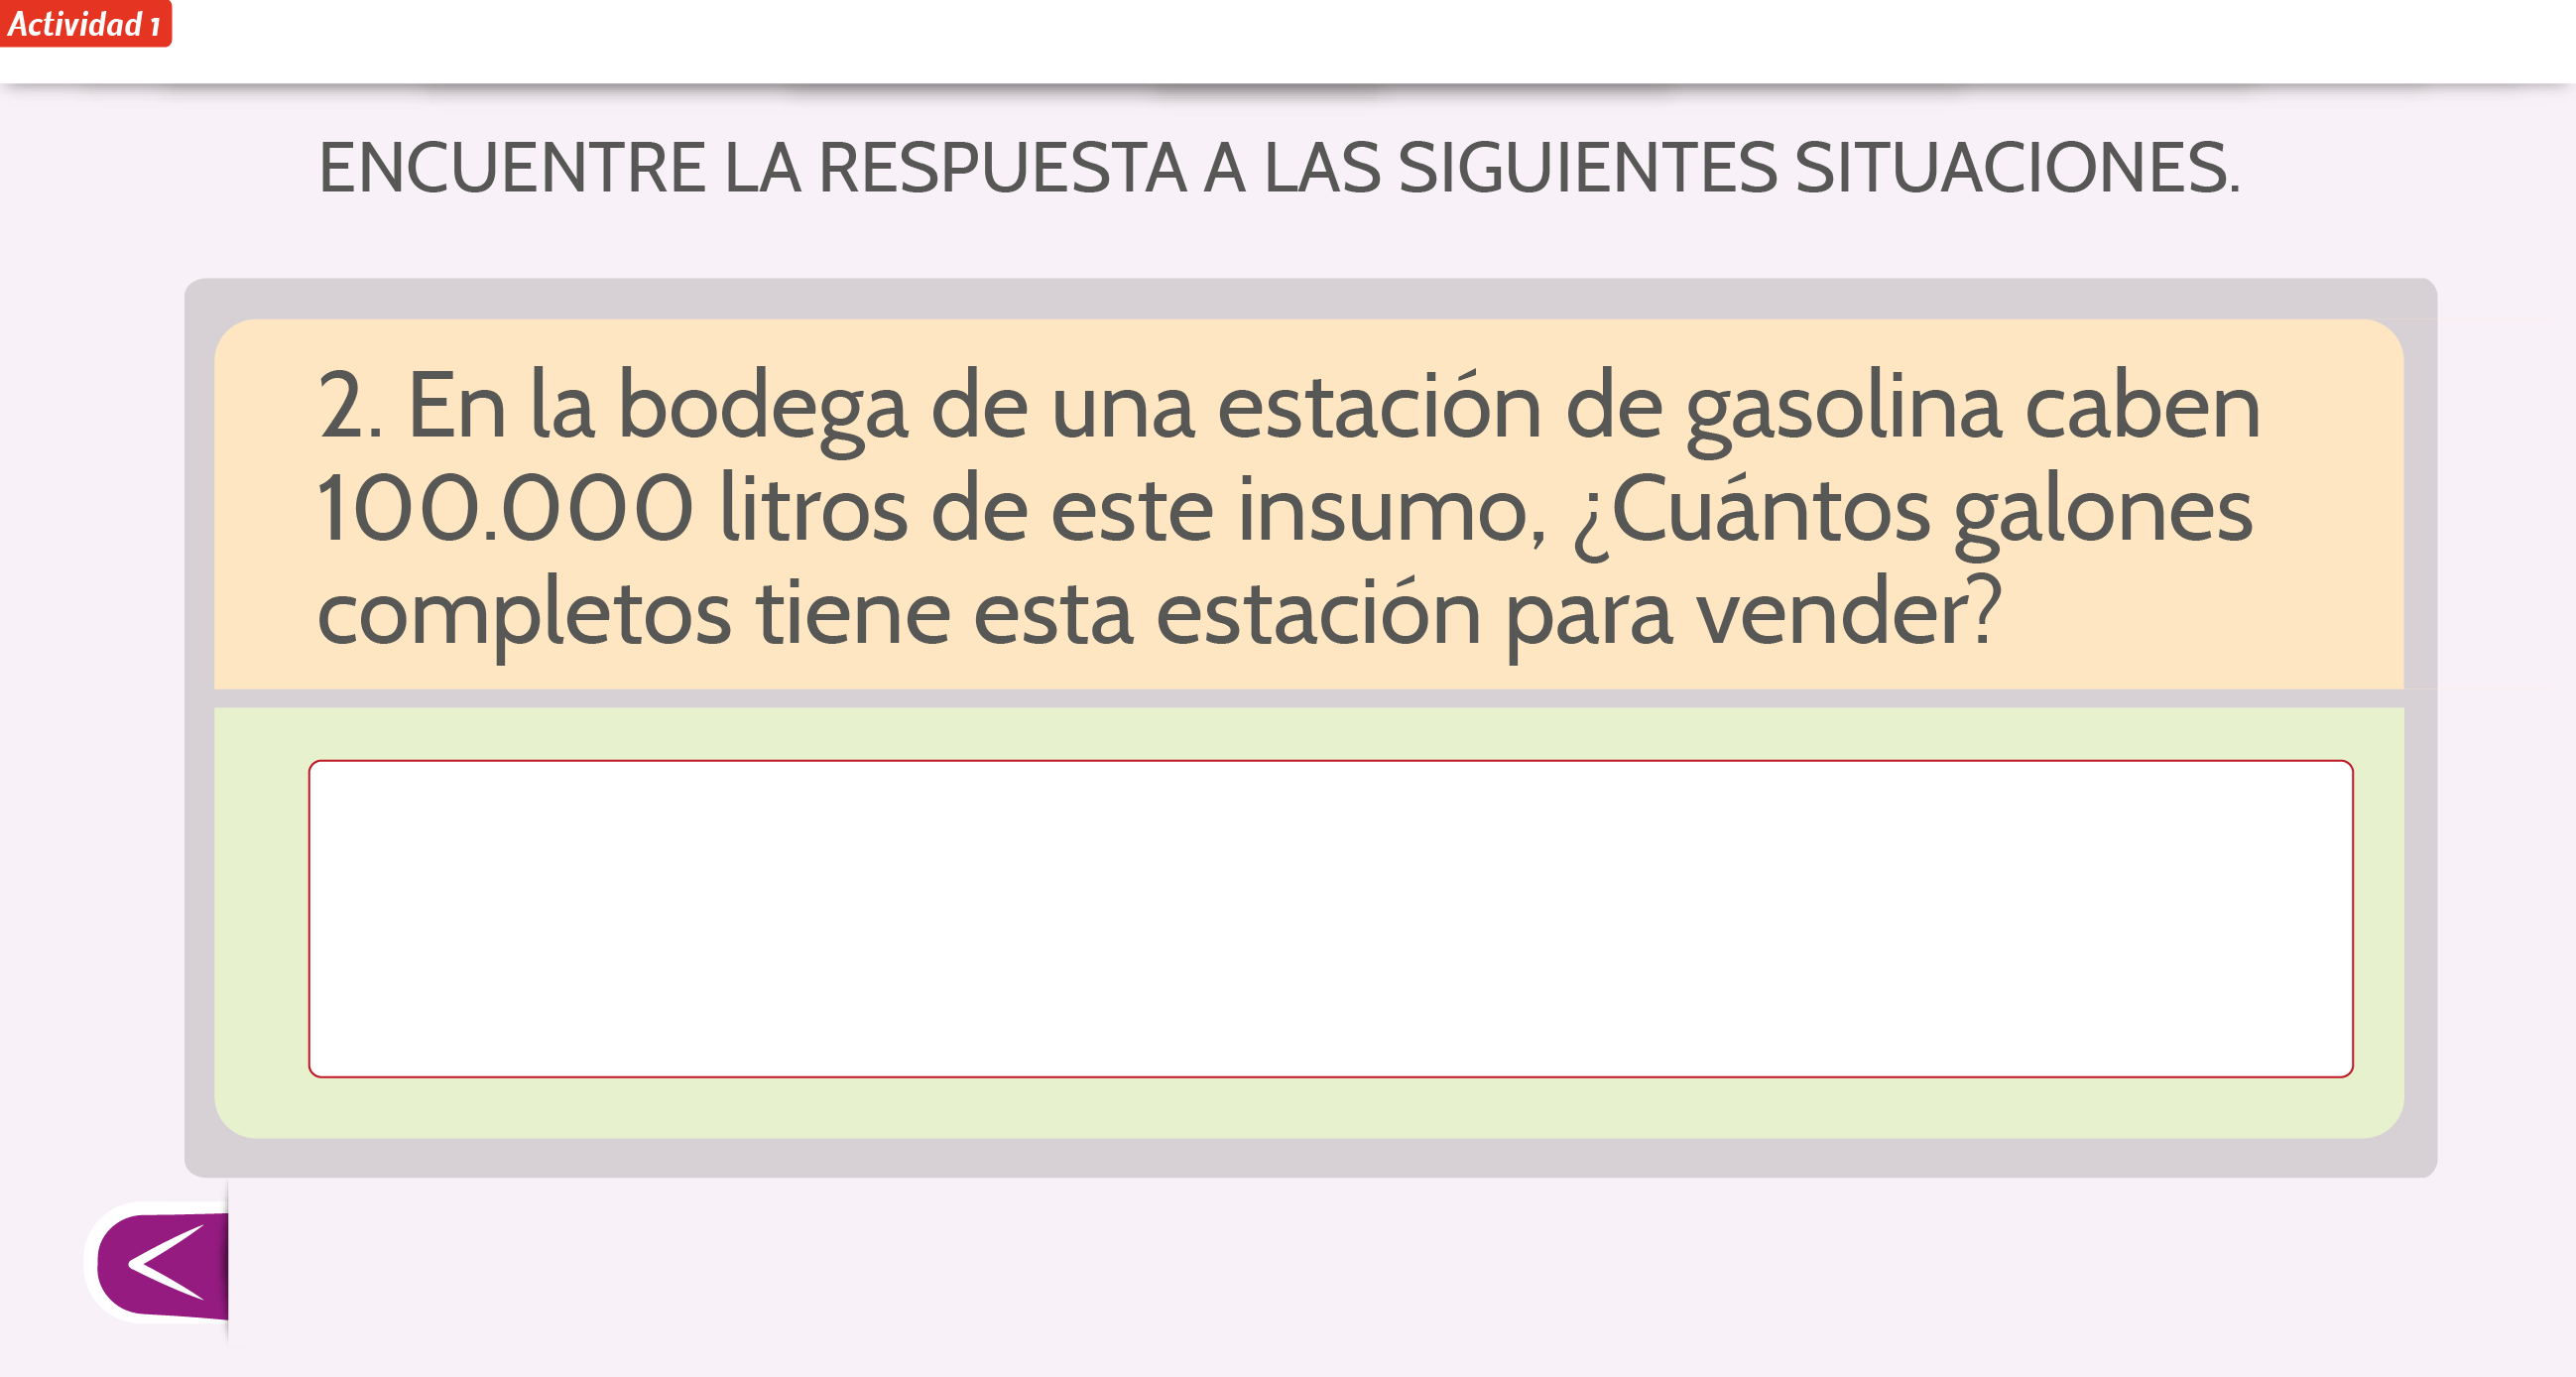 Actividad 1
ENCUENTRE LA RESPUESTA A LAS SIGUIENTES SITUACIONES.
2. En la bodega de una estación de gasolina caben
100.000 litros de este insumo, ¿Cuántos galones
completos tiene esta estación para vender?